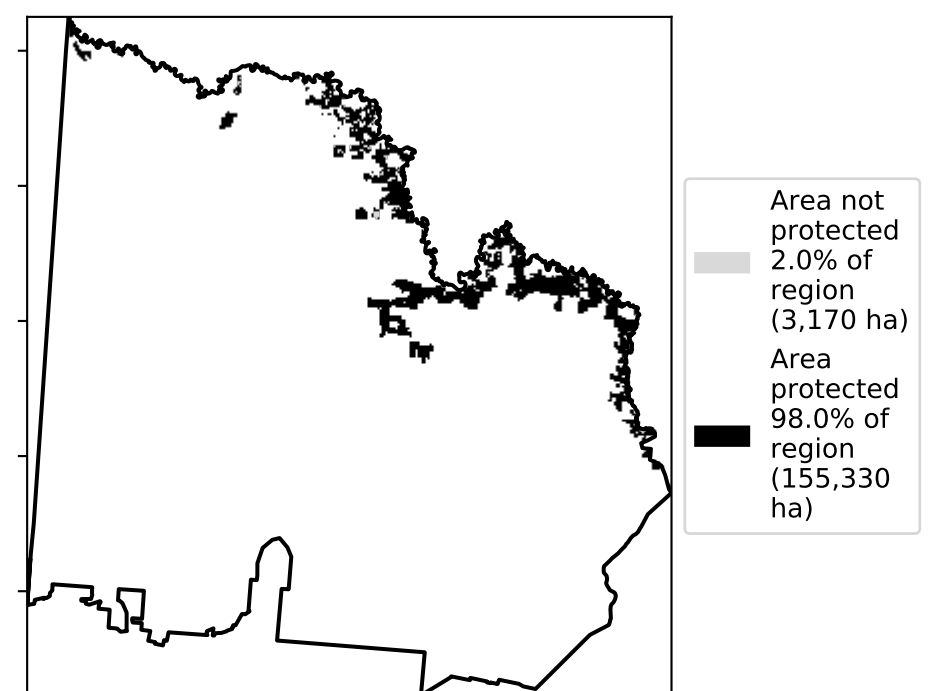 Area not
protected
2.0% of
region
(3,170 ha)
Area
protected
98.0% of
region
(155,330
ha)